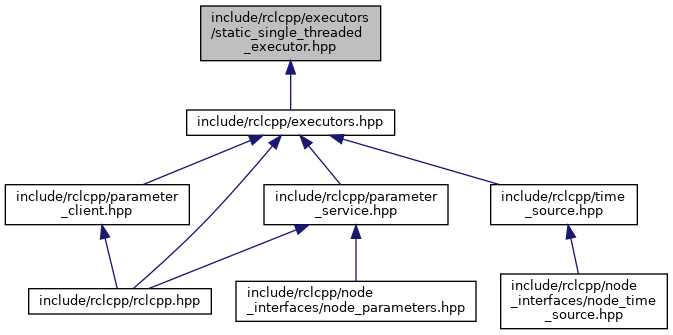 include/rclcpp/executors
/static_single_threaded
_executor.hpp
include/rclcpp/executors.hpp
include/rclcpp/parameter
_client.hpp
include/rclcpp/parameter
_service.hpp
include/rclcpp/time
_source.hpp
include/rclcpp/rclcpp.hpp
include/rclcpp/node
_interfaces/node_parameters.hpp
include/rclcpp/node
_interfaces/node_time
_source.hpp